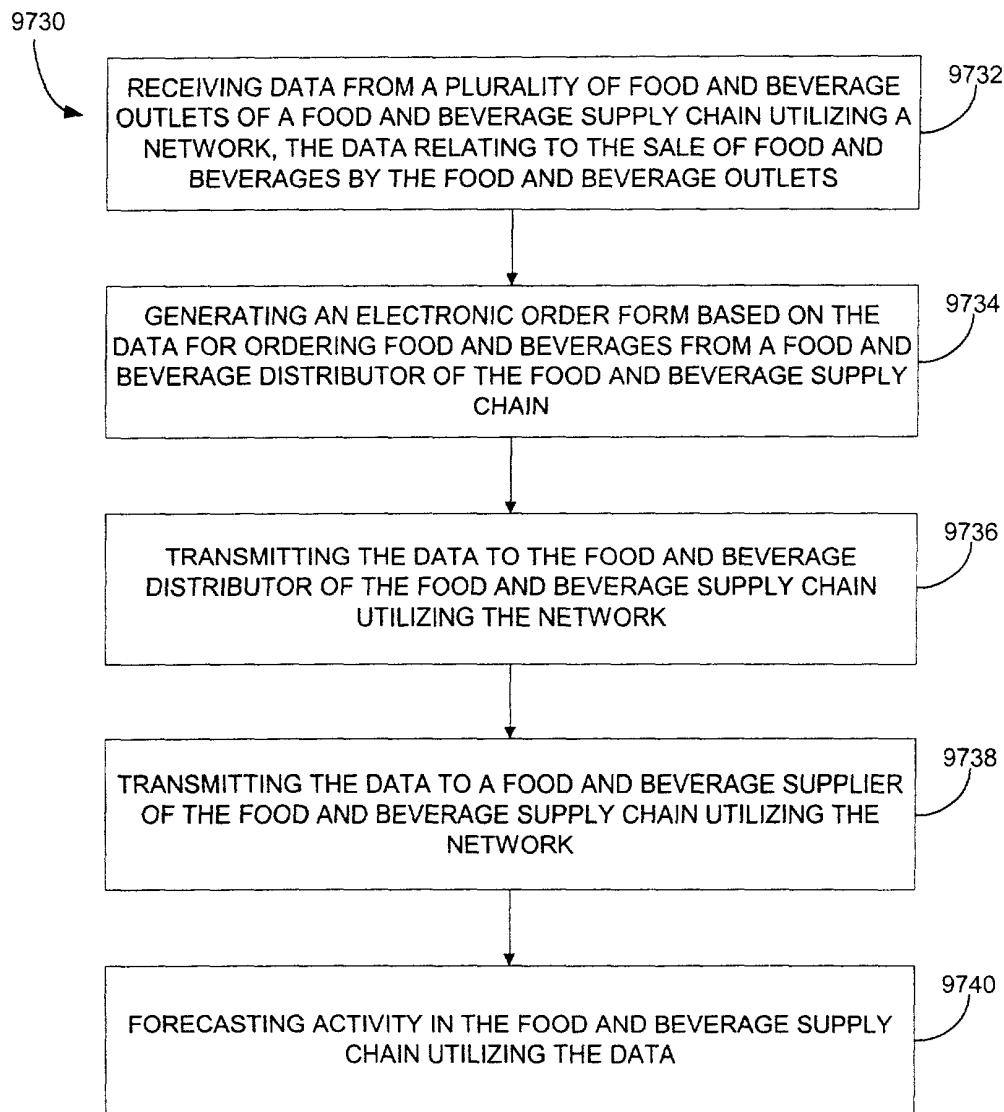 9730
9732
RECEIVING DATA FROM A PLURALITY OF FOOD AND BEVERAGE
OUTLETS OF A FOOD AND BEVERAGE SUPPLY CHAIN UTILIZING A
NETWORK, THE DATA RELATING TO THE SALE OF FOOD AND
BEVERAGES BY THE FOOD AND BEVERAGE OUTLETS
9734
GENERATING AN ELECTRONIC ORDER FORM BASED ON THE
DATA FOR ORDERING FOOD AND BEVERAGES FROM A FOOD AND
BEVERAGE DISTRIBUTOR OF THE FOOD AND BEVERAGE SUPPLY
CHAIN
9736
TRANSMITTING THE DATA TO THE FOOD AND BEVERAGE
DISTRIBUTOR OF THE FOOD AND BEVERAGE SUPPLY CHAIN
UTILIZING THE NETWORK
9738
TRANSMITTING THE DATA TO A FOOD AND BEVERAGE SUPPLIER
OF THE FOOD AND BEVERAGE SUPPLY CHAIN UTILIZING THE
NETWORK
9740
FORECASTING ACTIVITY IN THE FOOD AND BEVERAGE SUPPLY
CHAIN UTILIZING THE DATA